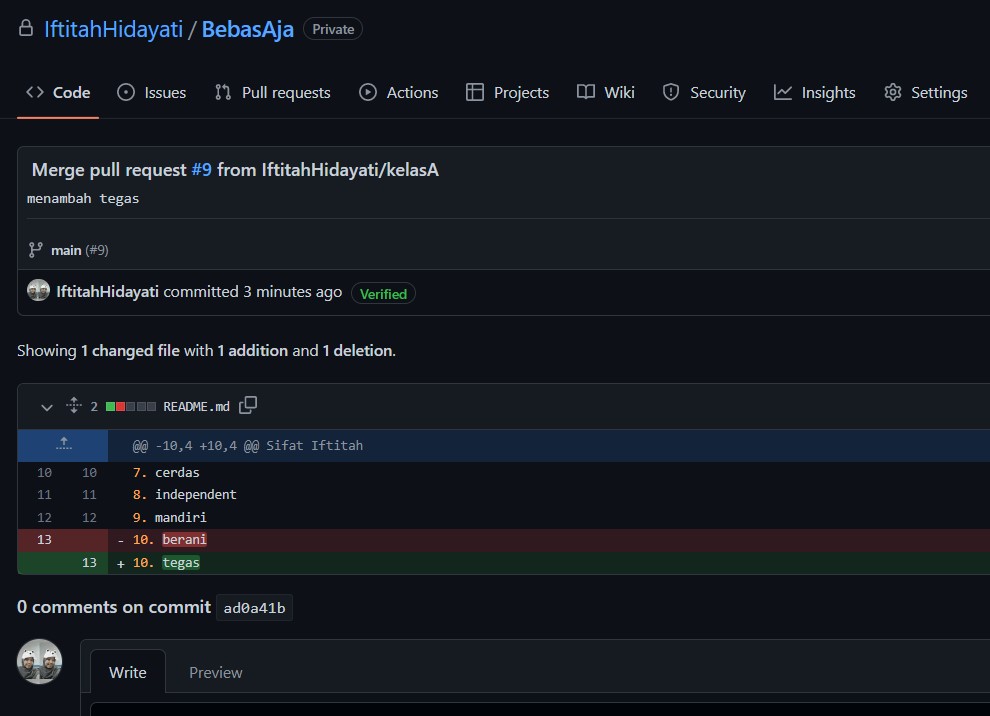 IftitahHidayati / BebasAja Private
Code Issues Pull requests Actions Projects Wiki Security Insights Settings
Merge pull request #9 from IftitahHidayati/kelasA
menambah tegas
main (#9)
IftitahHidayati committed 3 minutes ago Verified
Showing 1 changed file with 1 addition and 1 deletion.
2 README.md
@@ -10,4 +10,4 @@ Sifat Iftitah
10 10 7. cerdas
11 11 8. independent
12 12 9. mandiri
13 - 10. berani
13 + 10. tegas
0 comments on commit ad0a41b
Write Preview